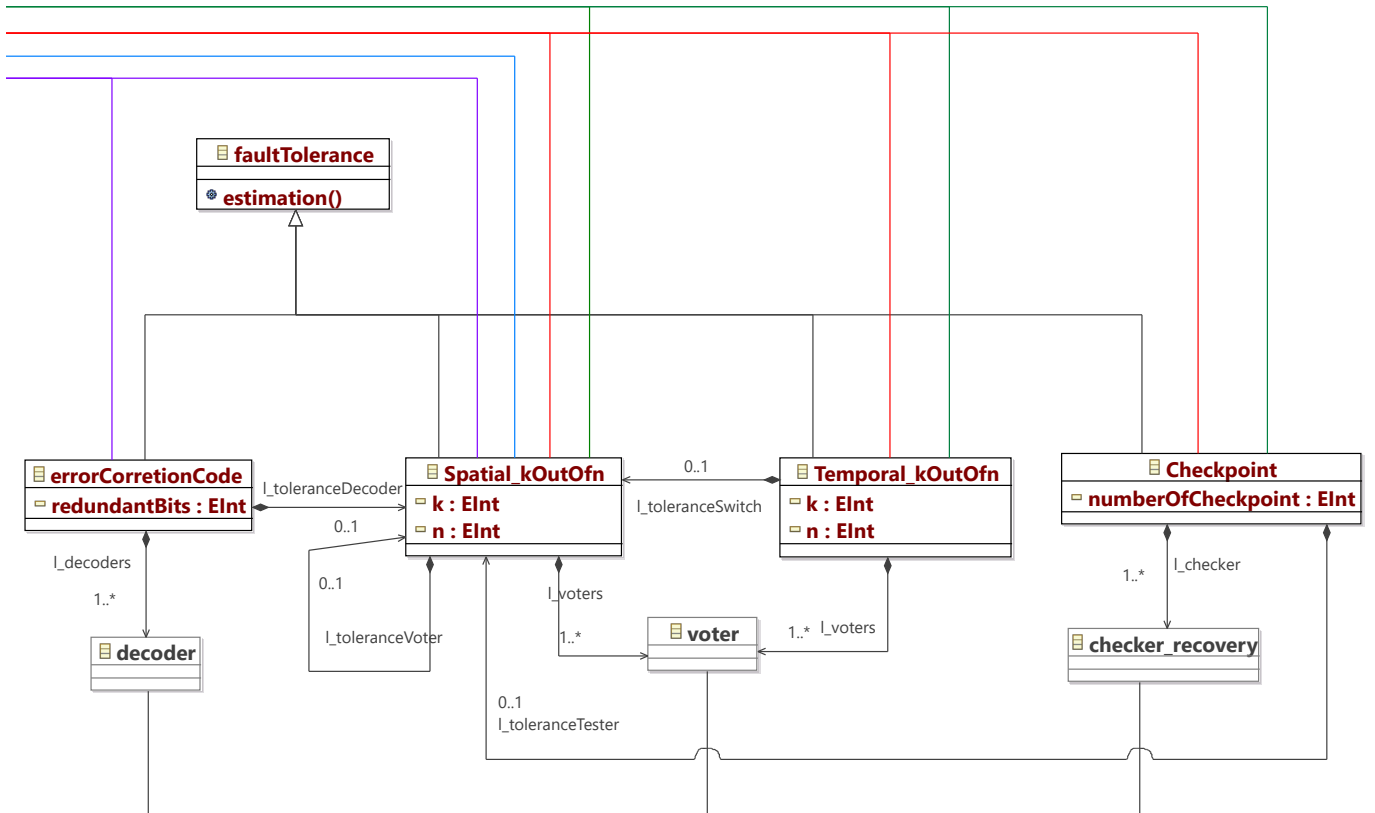 faultTolerance
estimation()
errorCorretionCode
redundantBits : EInt
l_toleranceDecoder
0..1
Spatial_kOutOfn
k : EInt
n : EInt
0..1
l_toleranceSwitch
Temporal_kOutOfn
k : EInt
n : EInt
Checkpoint
numberOfCheckpoint : EInt
l_decoders
1..*
decoder
0..1
l_toleranceVoter
l_voters
1..*
voter
1..*
l_voters
1..*
l_checker
checker_recovery
0..1
l_toleranceTester